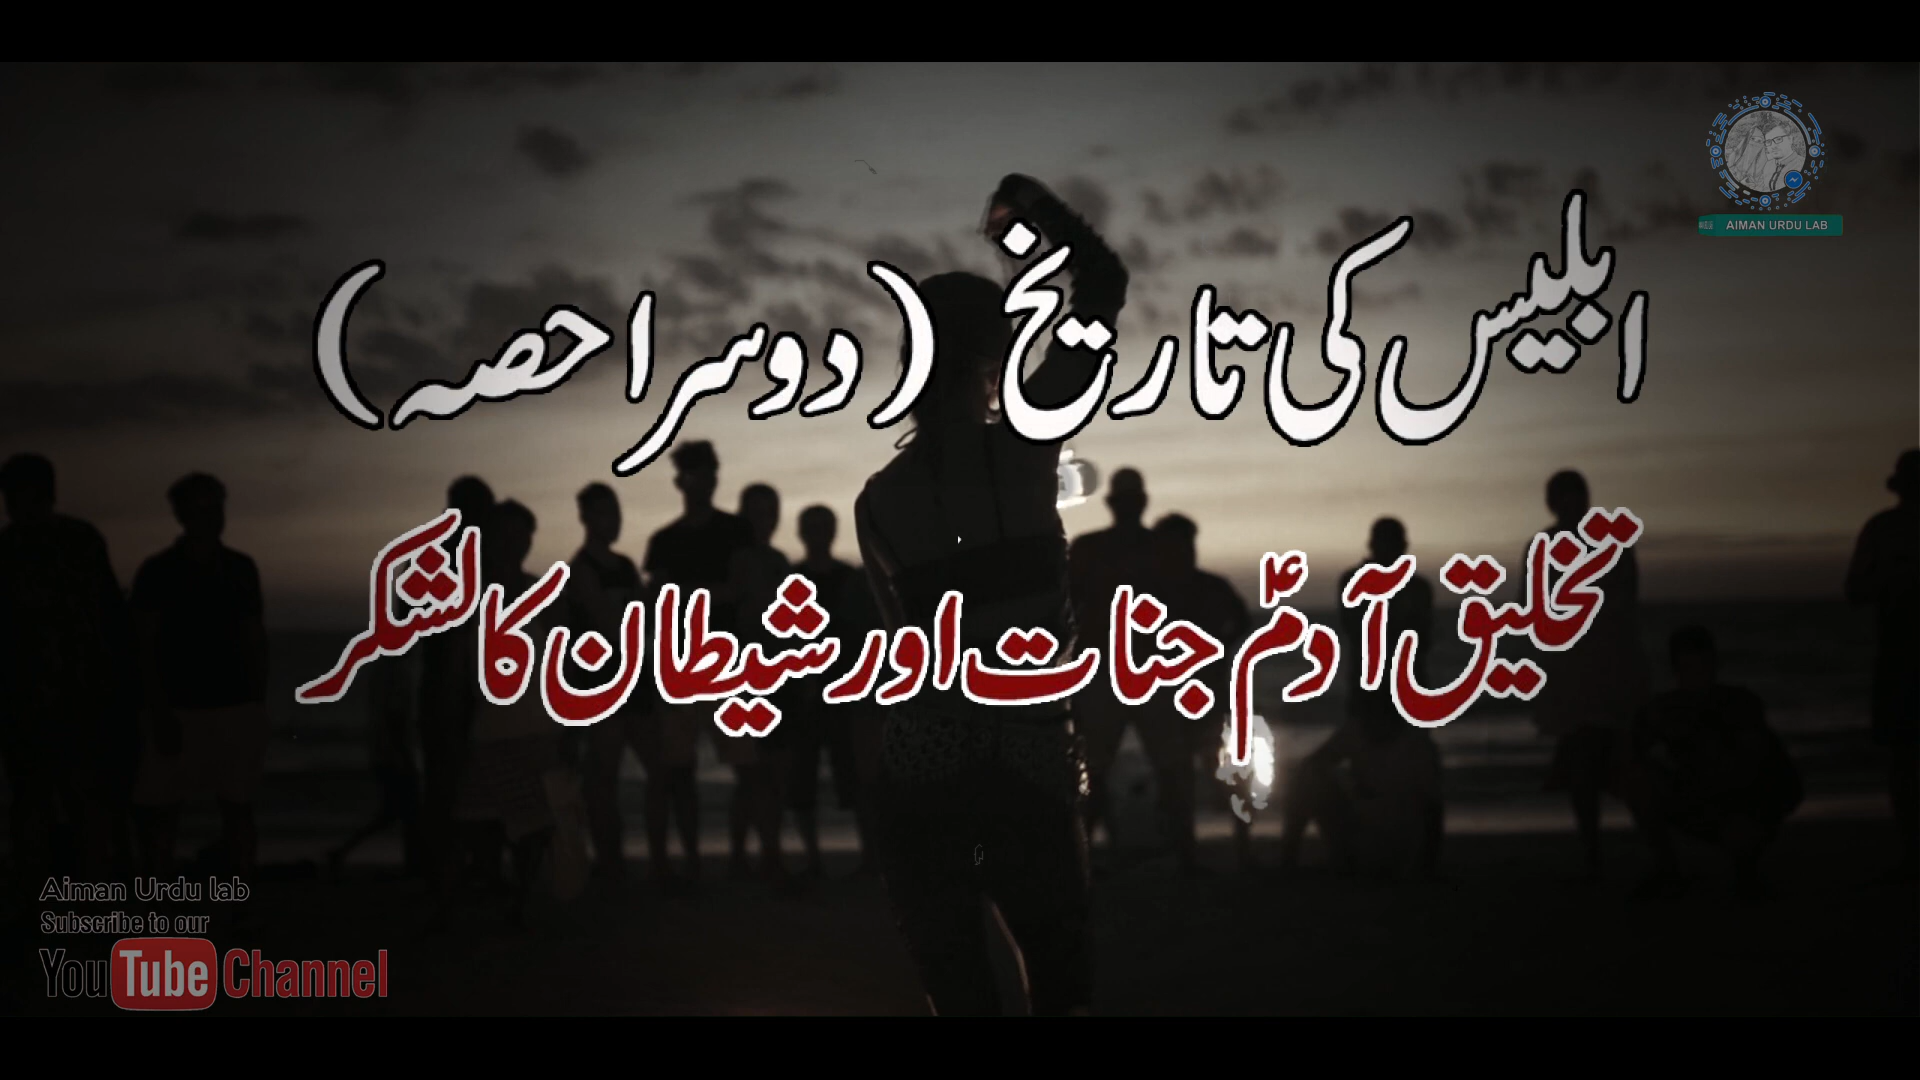 AIMAN URDU LAB
ابلیس کی تاریخ (دوسرا حصہ)
تخلیق آدمؑ جنات اور شیطان کا لشکر
Aiman Urdu lab
Subscribe to our
YouTube Channel